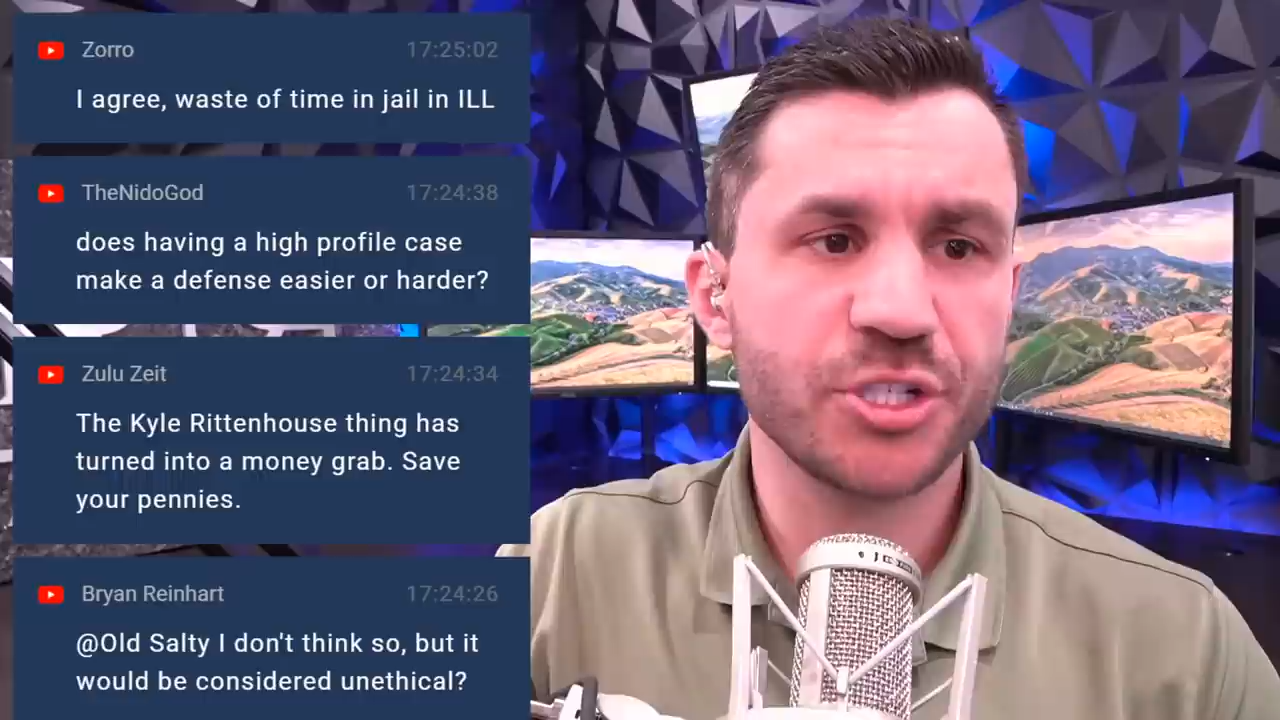 Zorro 17:25:02
I agree, waste of time in jail in ILL
TheNidoGod 17:24:38
does having a high profile case
make a defense easier or harder?
Zulu Zeit 17:24:34
The Kyle Rittenhouse thing has
turned into a money grab. Save
your pennies.
Bryan Reinhart 17:24:26
@Old Salty I don't think so, but it
would be considered unethical?